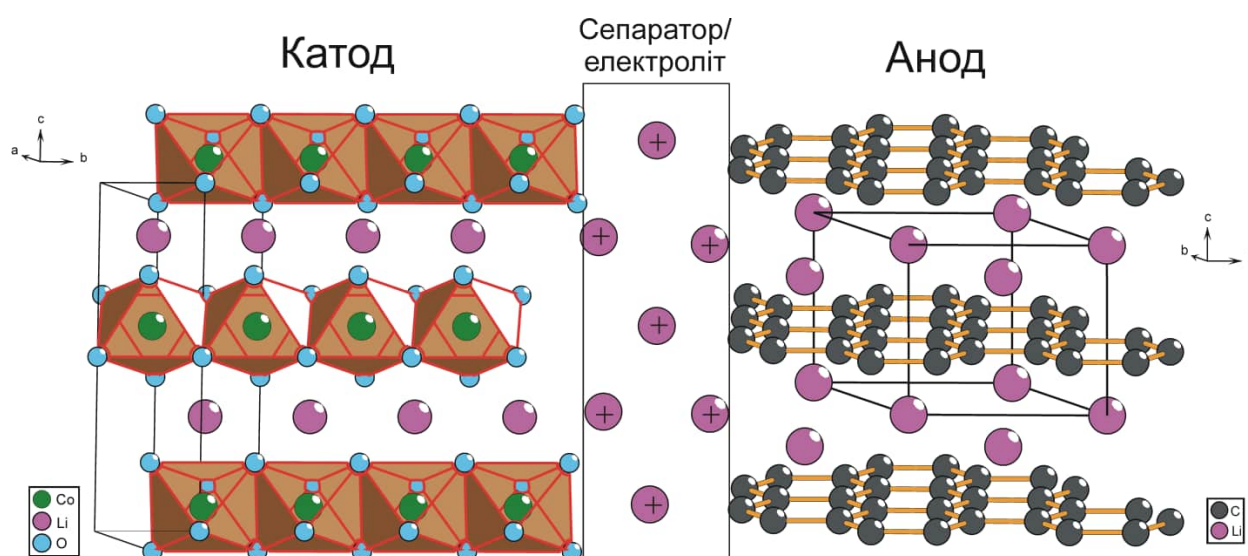 Катод
Сепаратор/
електроліт
Анод
c
a
b
c
b
+
+
+
+
+
+
+
Co
Li
O
C
Li